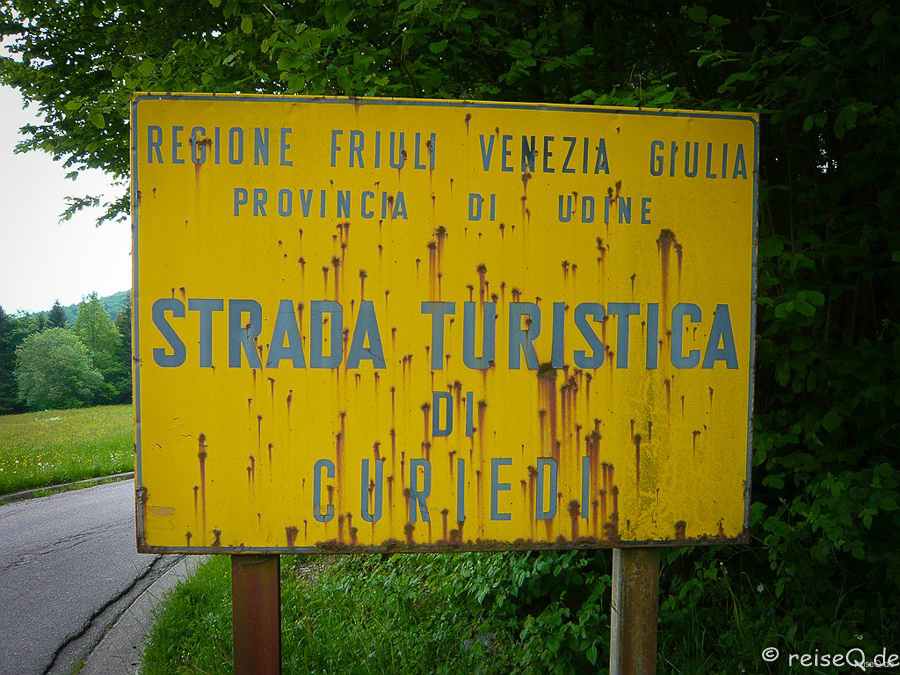 REGIONE FRIULI VENEZIA GIULIA
PROVINCIA DI UDINE
STRADA TURISTICA
DI
CURIEDI
© reiseQ.de